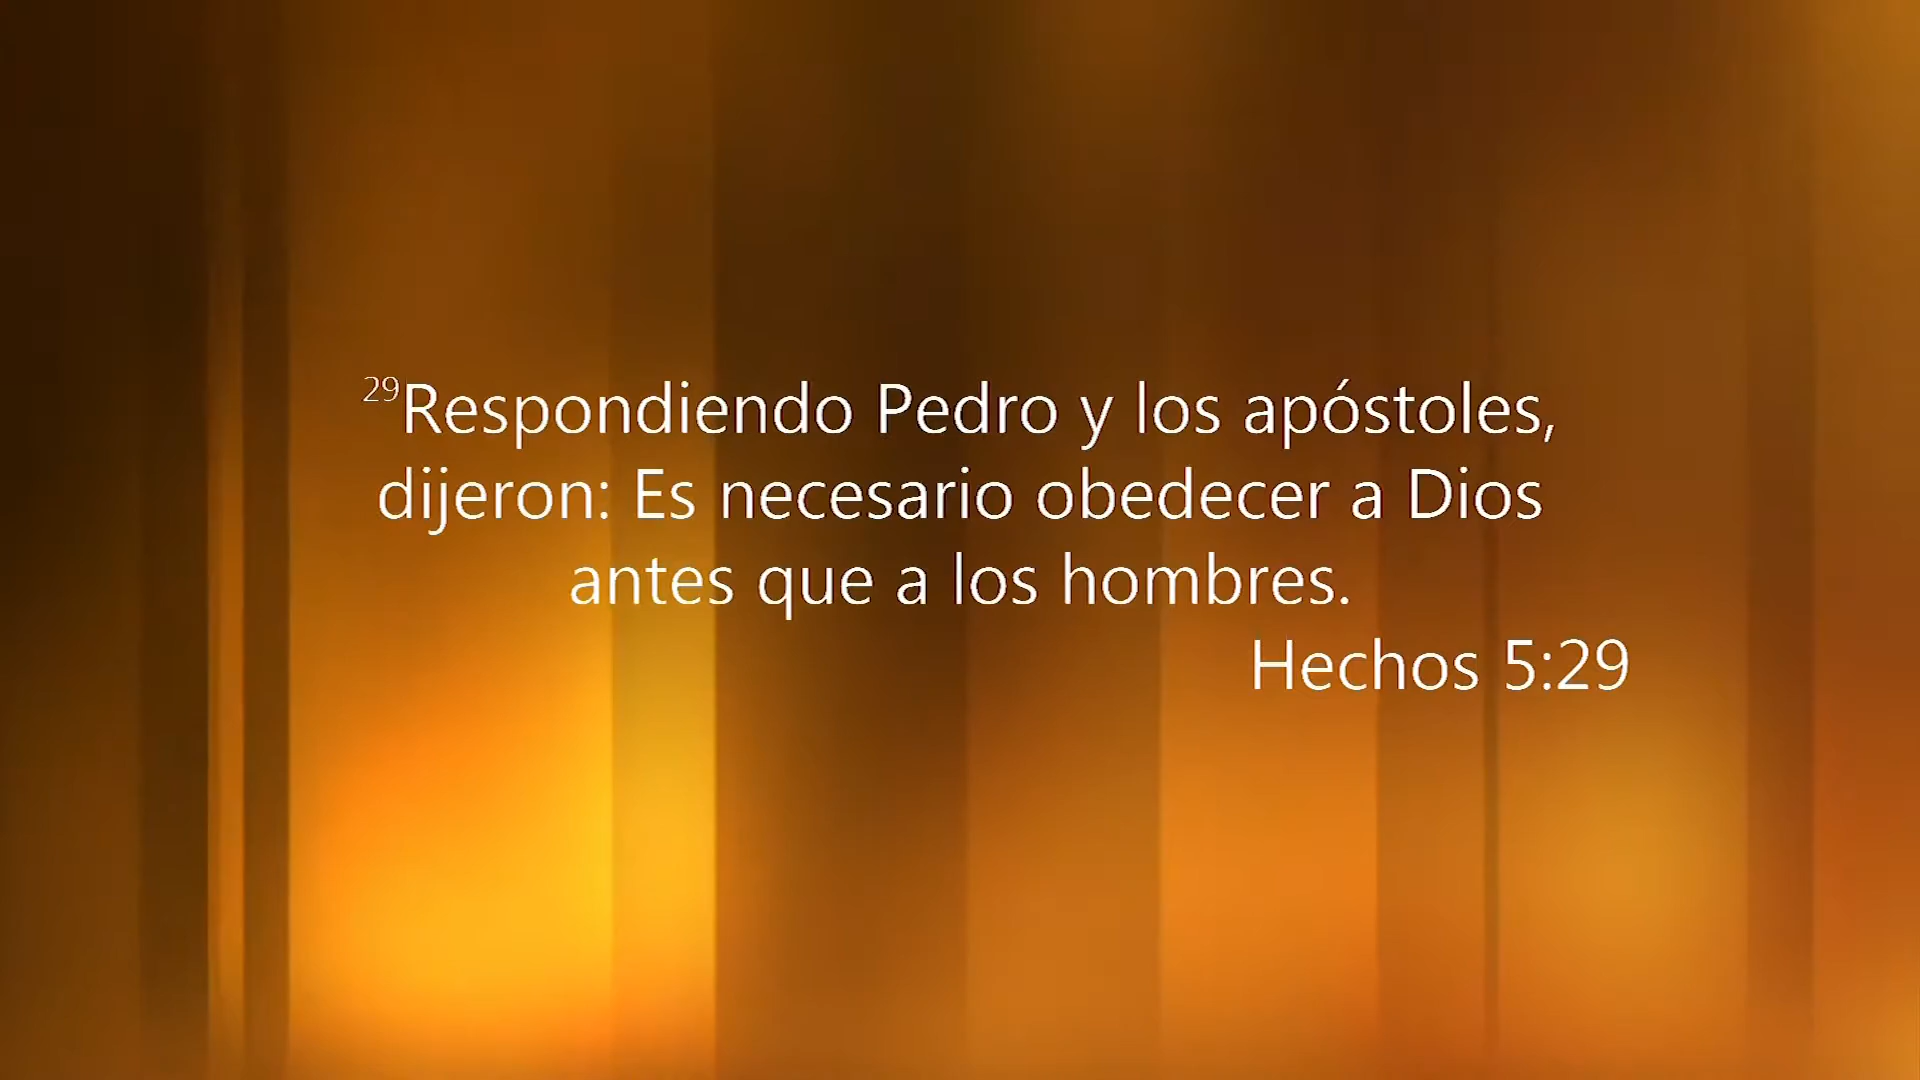 29Respondiendo Pedro y los apóstoles,
dijeron: Es necesario obedecer a Dios
antes que a los hombres.
Hechos 5:29